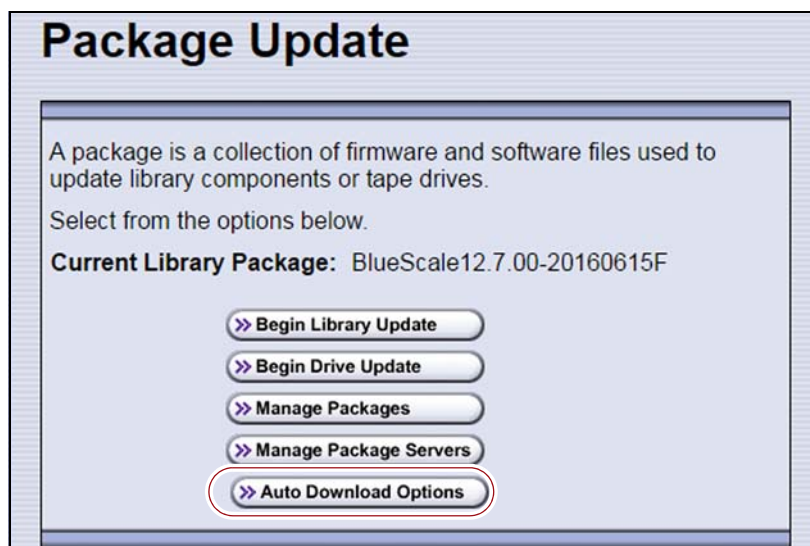 Package Update
A package is a collection of firmware and software files used to
update library components or tape drives.
Select from the options below.
Current Library Package: BlueScale12.7.00-20160615F
Begin Library Update
Begin Drive Update
Manage Packages
Manage Package Servers
Auto Download Options